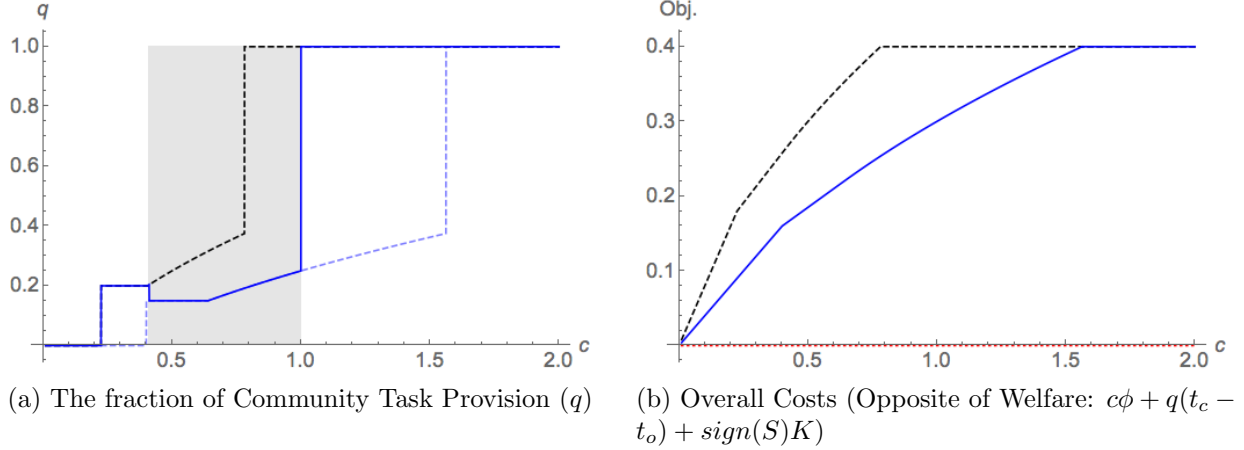 q
1.0
0.8
0.6
0.4
0.2
0.5
1.0
1.5
2.0
c
Obj.
0.4
0.3
0.2
0.1
0.5
1.0
1.5
2.0
c
(a) The fraction of Community Task Provision (q)
(b) Overall Costs (Opposite of Welfare: cϕ + q(t_c −
t_o) + sign(S)K)